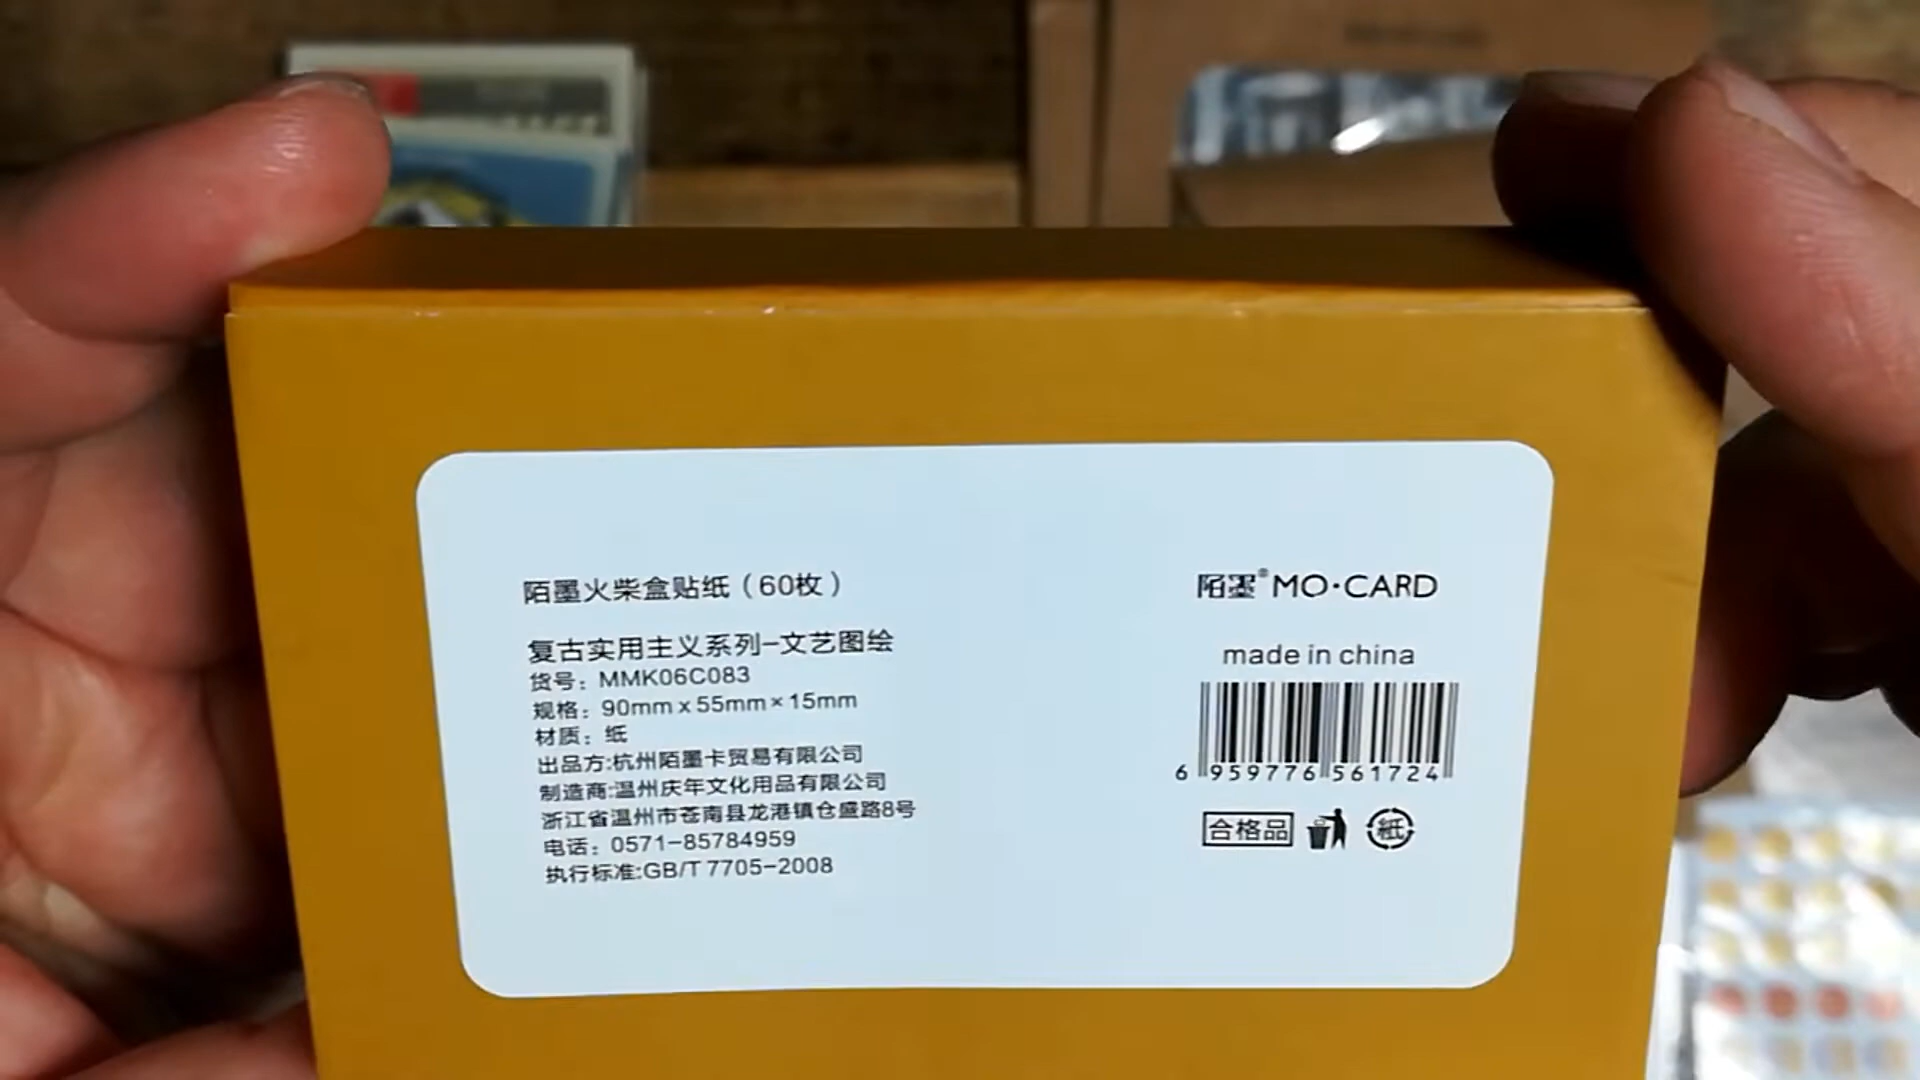 陌墨火柴盒贴纸（60枚）
复古实用主义系列-文艺图绘
货号：MMK06C083
规格：90mm x 55mm x 15mm
材质：纸
出品方:杭州陌墨卡贸易有限公司
制造商:温州庆年文化用品有限公司
浙江省温州市苍南县龙港镇仓盛路8号
电话：0571-85784959
执行标准:GB/T 7705-2008
陌墨®MO·CARD
made in china
6 959776 561724
合格品
紙